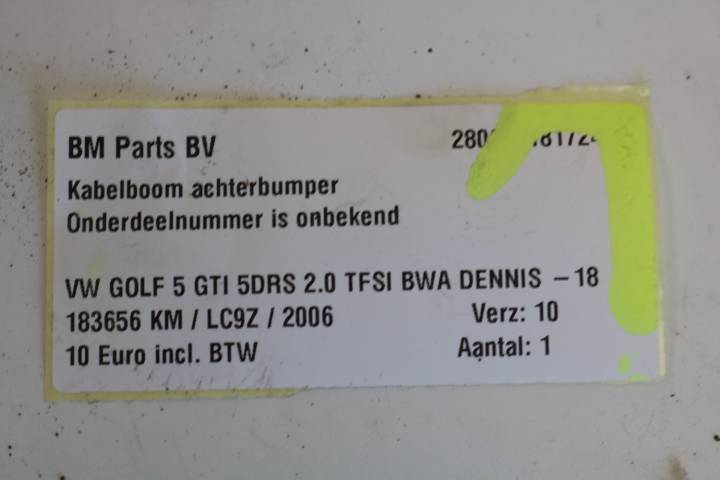 BM Parts BV
Kabelboom achterbumper
Onderdeelnummer is onbekend
VW GOLF 5 GTI 5DRS 2.0 TFSI BWA DENNIS – 18
183656 KM / LC9Z / 2006 Verz: 10
10 Euro incl. BTW Aantal: 1